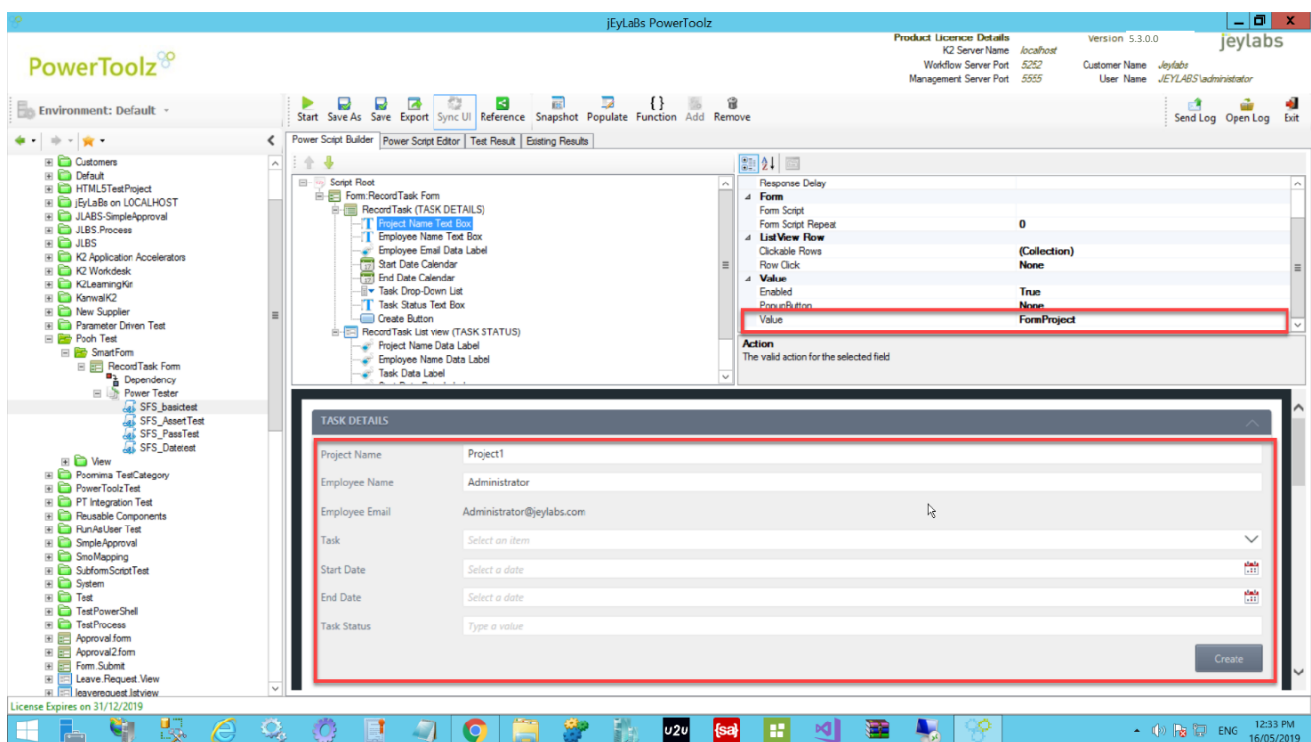 jEyLaBs PowerToolz
PowerToolz
Product Licence Details
K2 Server Name localhost
Workflow Server Port 5252
Management Server Port 5555
Version 5.3.0.0
Customer Name Jeylabs
User Name JEYLABS\administrator
jeylabs
Environment: Default
Start Save As Save Export Sync UI Reference Snapshot Populate Function Add Remove
Send Log Open Log Exit
Power Script Builder Power Script Editor Test Result Existing Results
Customers
Default
HTML5TestProject
jEyLaBs on LOCALHOST
JLABS-SimpleApproval
JLBS.Process
JLBS
K2 Application Accelerators
K2 Workdesk
K2LearningKit
KanwalK2
New Supplier
Parameter Driven Test
Pooh Test
SmartForm
RecordTask Form
Dependency
Power Tester
SFS_basictest
SFS_AssertTest
SFS_PassTest
SFS_Datetest
View
Poornima TestCategory
PowerToolzTest
PT Integration Test
Reusable Components
RunAsUser Test
SimpleApproval
SmoMapping
SubformScriptTest
System
Test
TestPowerShell
TestProcess
Approval.form
Approval2.form
Form.Submit
Leave.Request.View
leaverequest.listview
Script Root
Form:RecordTask Form
RecordTask (TASK DETAILS)
Project Name Text Box
Employee Name Text Box
Employee Email Data Label
Start Date Calendar
End Date Calendar
Task Drop-Down List
Task Status Text Box
Create Button
RecordTask List view (TASK STATUS)
Project Name Data Label
Employee Name Data Label
Task Data Label
Response Delay
Form
Form Script
Form Script Repeat 0
ListView Row
Clickable Rows (Collection)
Row Click None
Value
Enabled True
PopupButton None
Value FormProject
Action
The valid action for the selected field
TASK DETAILS
Project Name Project1
Employee Name Administrator
Employee Email Administrator@jeylabs.com
Task Select an item
Start Date Select a date
End Date Select a date
Task Status Type a value
Create
License Expires on 31/12/2019
U2U
{sa}
ENG
12:33 PM
16/05/2019